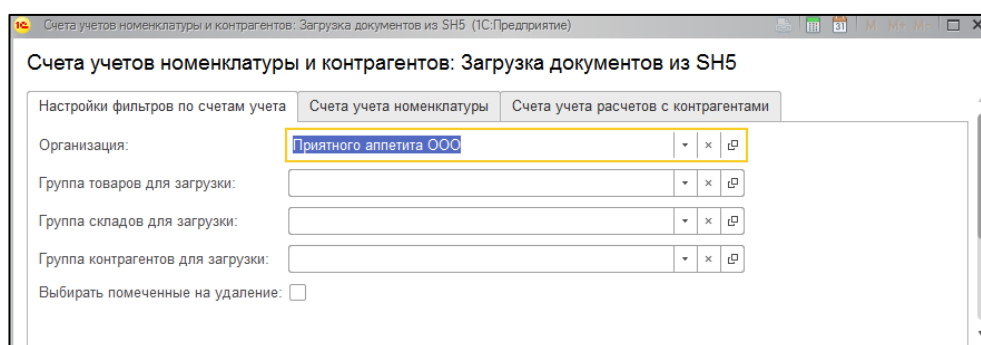 1С Счета учетов номенклатуры и контрагентов: Загрузка документов из SH5 (1С:Предприятие) 31 M M+ M-
Счета учетов номенклатуры и контрагентов: Загрузка документов из SH5
Настройки фильтров по счетам учета Счета учета номенклатуры Счета учета расчетов с контрагентами
Организация: Приятного аппетита ООО
Группа товаров для загрузки:
Группа складов для загрузки:
Группа контрагентов для загрузки:
Выбирать помеченные на удаление: